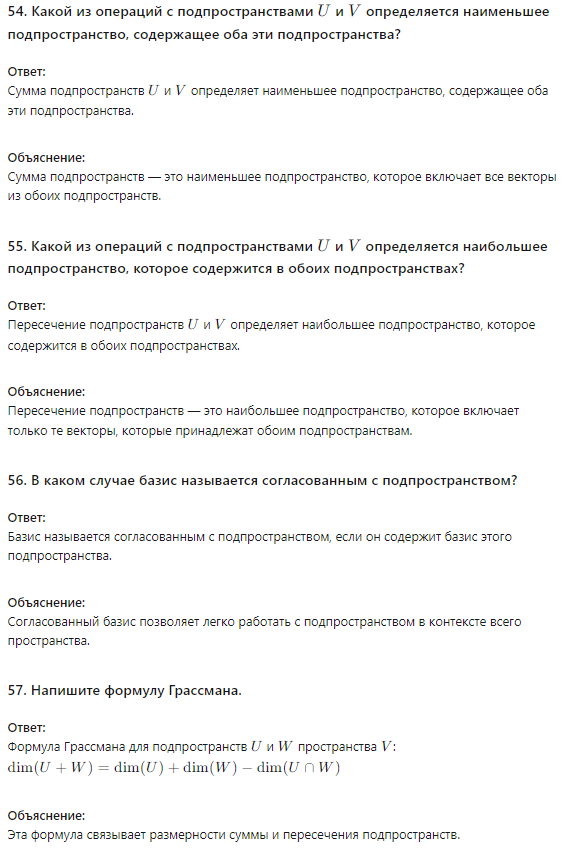 54. Какой из операций с подпространствами U и V определяется наименьшее
подпространство, содержащее оба эти подпространства?
Ответ:
Сумма подпространств U и V определяет наименьшее подпространство, содержащее оба
эти подпространства.
Объяснение:
Сумма подпространств — это наименьшее подпространство, которое включает все векторы
из обоих подпространств.
55. Какой из операций с подпространствами U и V определяется наибольшее
подпространство, которое содержится в обоих подпространствах?
Ответ:
Пересечение подпространств U и V определяет наибольшее подпространство, которое
содержится в обоих подпространствах.
Объяснение:
Пересечение подпространств — это наибольшее подпространство, которое включает
только те векторы, которые принадлежат обоим подпространствам.
56. В каком случае базис называется согласованным с подпространством?
Ответ:
Базис называется согласованным с подпространством, если он содержит базис этого
подпространства.
Объяснение:
Согласованный базис позволяет легко работать с подпространством в контексте всего
пространства.
57. Напишите формулу Грассмана.
Ответ:
Формула Грассмана для подпространств U и W пространства V:
dim(U + W) = dim(U) + dim(W) − dim(U ∩ W)
Объяснение:
Эта формула связывает размерности суммы и пересечения подпространств.